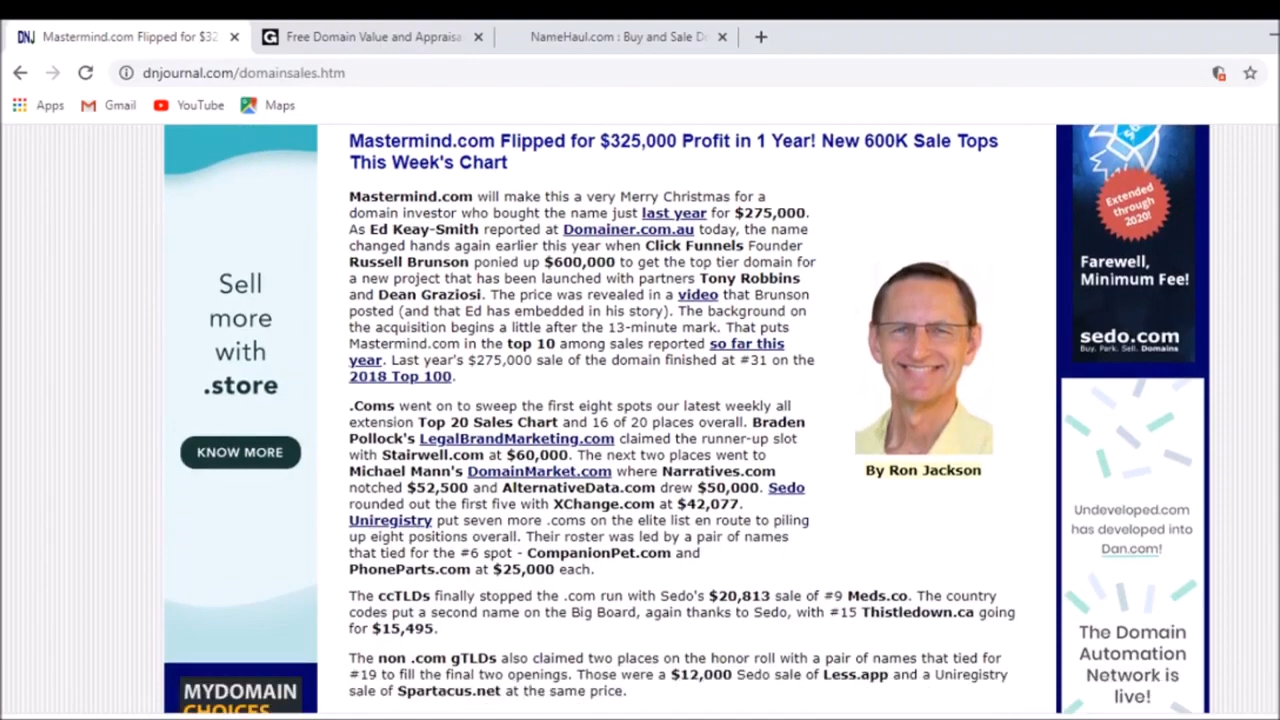 DNJ Mastermind.com Flipped for $32
G Free Domain Value and Appraisa
NameHaul.com : Buy and Sale Do
dnjournal.com/domainsales.htm
Apps Gmail YouTube Maps
Mastermind.com Flipped for $325,000 Profit in 1 Year! New 600K Sale Tops
This Week's Chart
Mastermind.com will make this a very Merry Christmas for a
domain investor who bought the name just last year for $275,000.
As Ed Keay-Smith reported at Domainer.com.au today, the name
changed hands again earlier this year when Click Funnels Founder
Russell Brunson ponied up $600,000 to get the top tier domain for
a new project that has been launched with partners Tony Robbins
and Dean Graziosi. The price was revealed in a video that Brunson
posted (and that Ed has embedded in his story). The background on
the acquisition begins a little after the 13-minute mark. That puts
Mastermind.com in the top 10 among sales reported so far this
year. Last year's $275,000 sale of the domain finished at #31 on the
2018 Top 100.
.Coms went on to sweep the first eight spots our latest weekly all
extension Top 20 Sales Chart and 16 of 20 places overall. Braden
Pollock's LegalBrandMarketing.com claimed the runner-up slot
with Stairwell.com at $60,000. The next two places went to
Michael Mann's DomainMarket.com where Narratives.com
notched $52,500 and AlternativeData.com drew $50,000. Sedo
rounded out the first five with XChange.com at $42,077.
Uniregistry put seven more .coms on the elite list en route to piling
up eight positions overall. Their roster was led by a pair of names
that tied for the #6 spot - CompanionPet.com and
PhoneParts.com at $25,000 each.
The ccTLDs finally stopped the .com run with Sedo's $20,813 sale of #9 Meds.co. The country
codes put a second name on the Big Board, again thanks to Sedo, with #15 Thistledown.ca going
for $15,495.
The non .com gTLDs also claimed two places on the honor roll with a pair of names that tied for
#19 to fill the final two openings. Those were a $12,000 Sedo sale of Less.app and a Uniregistry
sale of Spartacus.net at the same price.
By Ron Jackson
Sell
more
with
.store
KNOW MORE
MYDOMAIN
CHOICES
Extended
through
2020!
Farewell,
Minimum Fee!
sedo.com
Buy. Park. Sell. Domains
Undeveloped.com
has developed into
Dan.com!
The Domain
Automation
Network is
live!